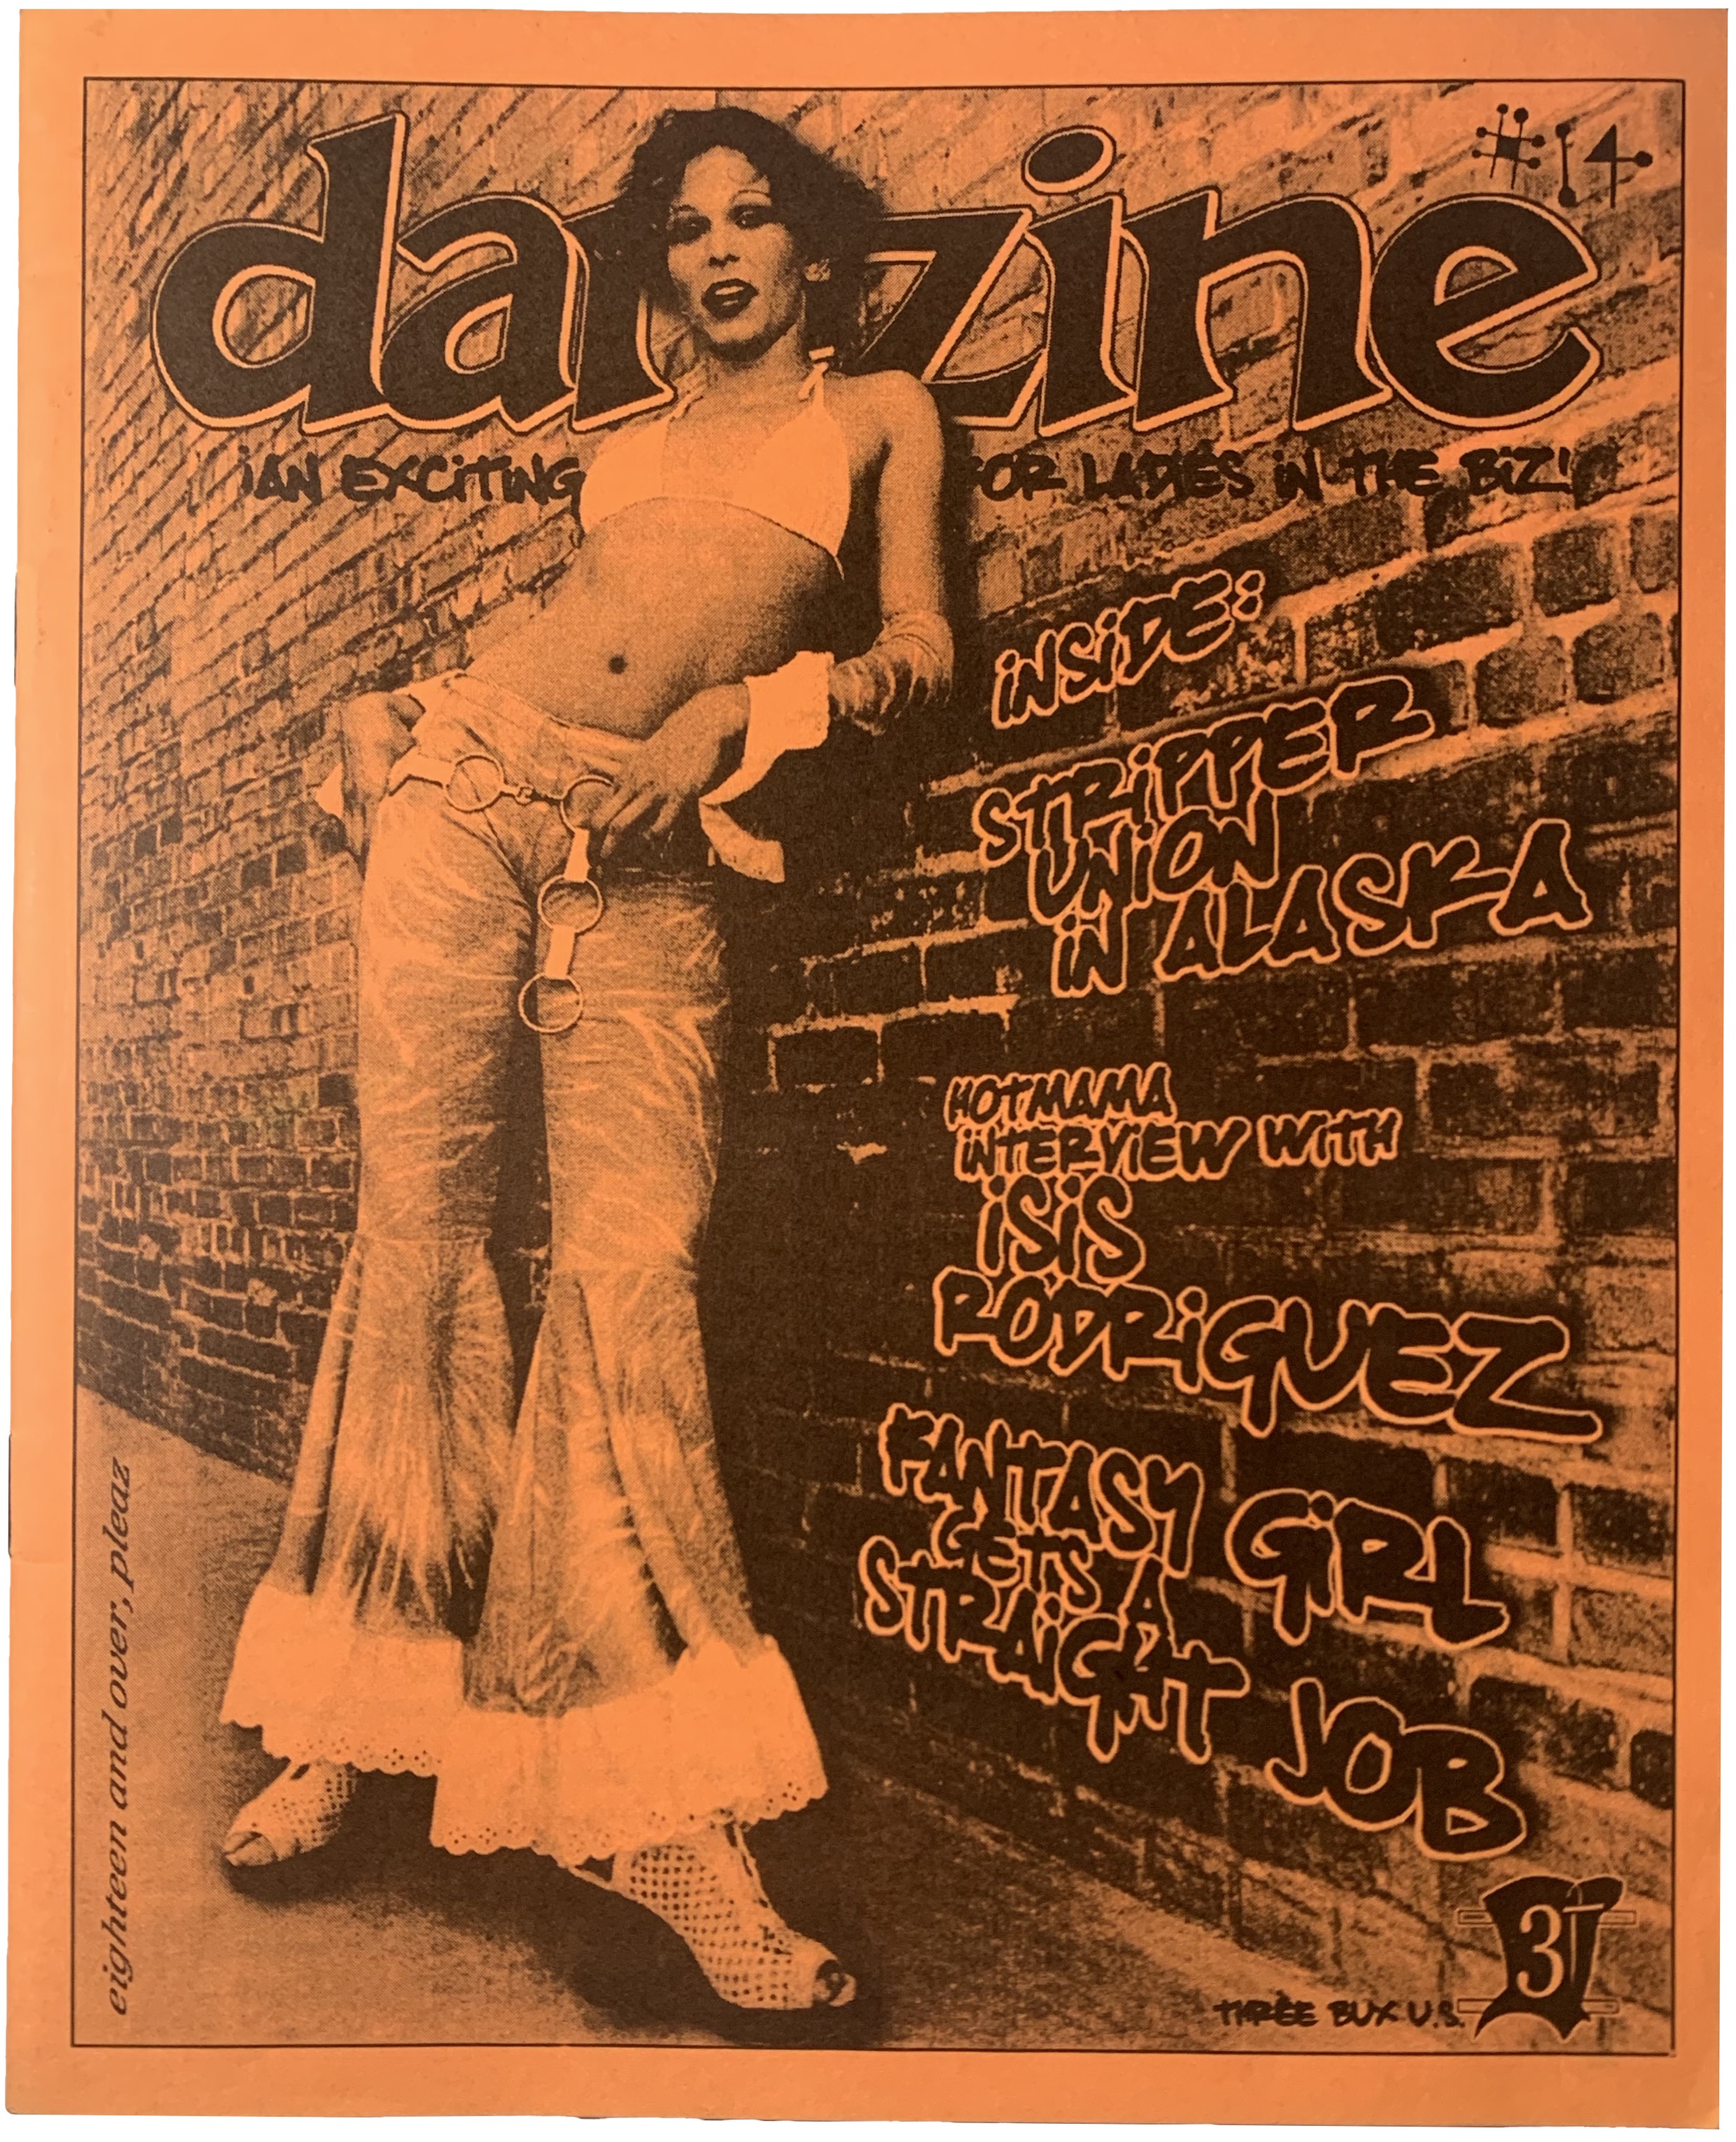 #14
danzine
¡AN EXCITING FOR LADIES IN THE BIZ!
INSIDE:
STRIPPER
UNION
IN ALASKA
HOTMAMA
INTERVIEW WITH
ISIS
RODRIGUEZ
FANTASY GIRL
GETS A
STRAIGHT JOB
eighteen and over, pleaz
3
THREE BUX U.S.